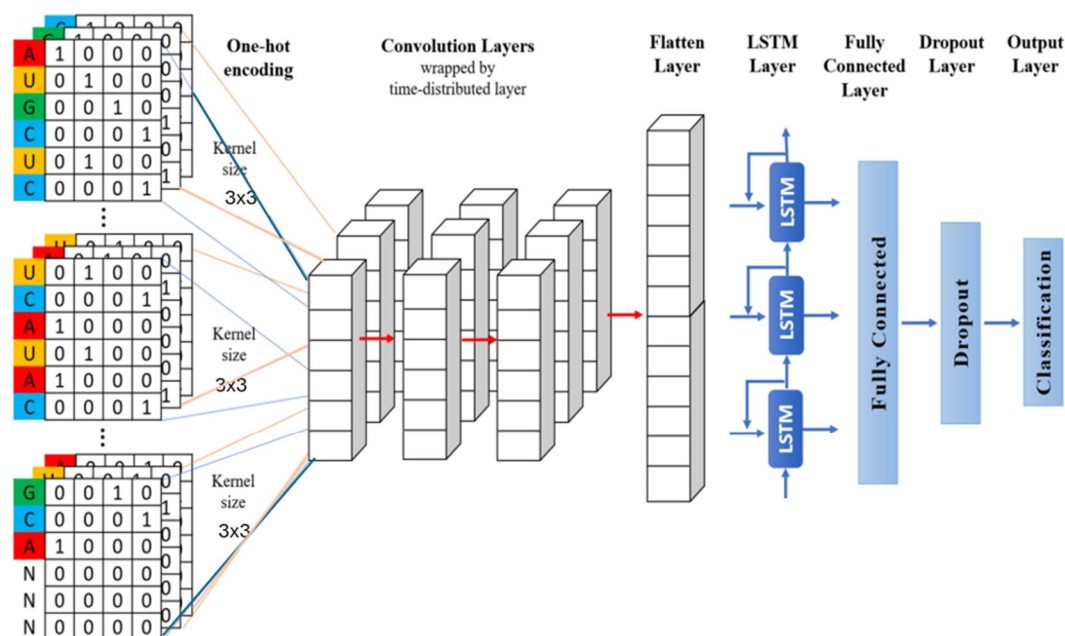 One-hot
encoding
Convolution Layers
wrapped by
time-distributed layer
Flatten
Layer
LSTM
Layer
Fully
Connected
Layer
Dropout
Layer
Output
Layer
A 1 0 0 0
U 0 1 0 0
G 0 0 1 0
C 0 0 0 1
U 0 1 0 0
C 0 0 0 1
Kernel
size
3x3
U 0 1 0 0
C 0 0 0 1
A 1 0 0 0
U 0 1 0 0
A 1 0 0 0
C 0 0 0 1
Kernel
size
3x3
G 0 0 1 0
C 0 0 0 1
A 1 0 0 0
N 0 0 0 0
N 0 0 0 0
N 0 0 0 0
Kernel
size
3x3
LSTM
LSTM
LSTM
Fully Connected
Dropout
Classification